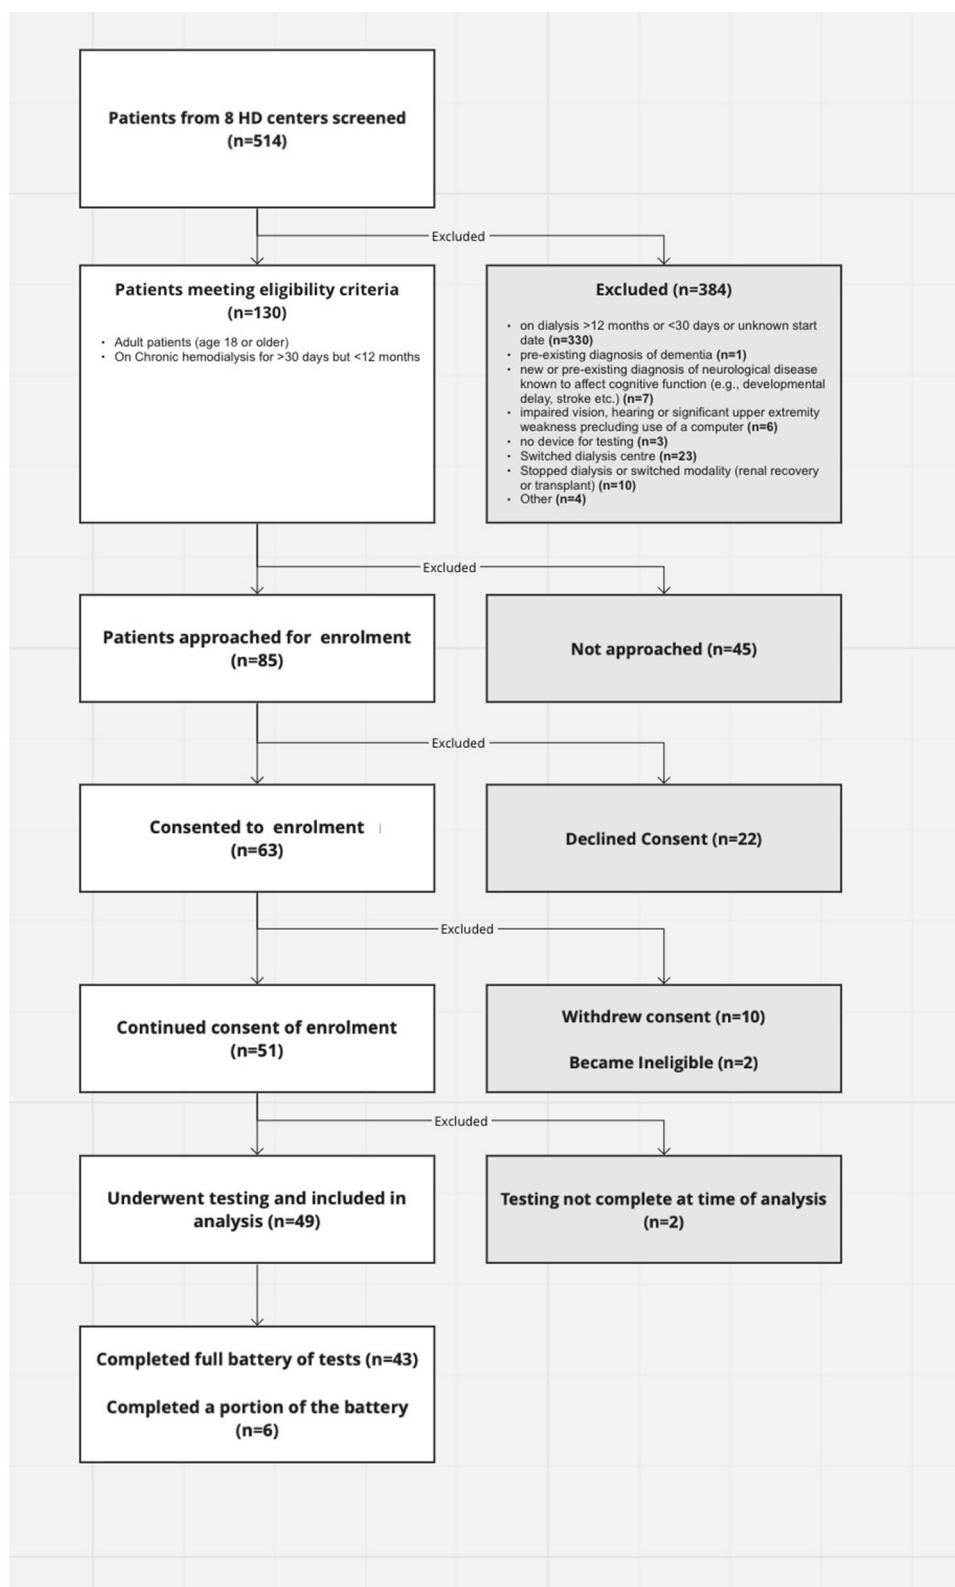 Patients from 8 HD centers screened
(n=514)
Excluded
Patients meeting eligibility criteria
(n=130)
• Adult patients (age 18 or older)
• On Chronic hemodialysis for >30 days but <12 months
Excluded (n=384)
• on dialysis >12 months or <30 days or unknown start
date (n=330)
• pre-existing diagnosis of dementia (n=1)
• new or pre-existing diagnosis of neurological disease
known to affect cognitive function (e.g., developmental
delay, stroke etc.) (n=7)
• impaired vision, hearing or significant upper extremity
weakness precluding use of a computer (n=6)
• no device for testing (n=3)
• Switched dialysis centre (n=23)
• Stopped dialysis or switched modality (renal recovery
or transplant) (n=10)
• Other (n=4)
Excluded
Patients approached for enrolment
(n=85)
Not approached (n=45)
Excluded
Consented to enrolment
(n=63)
Declined Consent (n=22)
Excluded
Continued consent of enrolment
(n=51)
Withdrew consent (n=10)
Became Ineligible (n=2)
Excluded
Underwent testing and included in
analysis (n=49)
Testing not complete at time of analysis
(n=2)
Completed full battery of tests (n=43)
Completed a portion of the battery
(n=6)